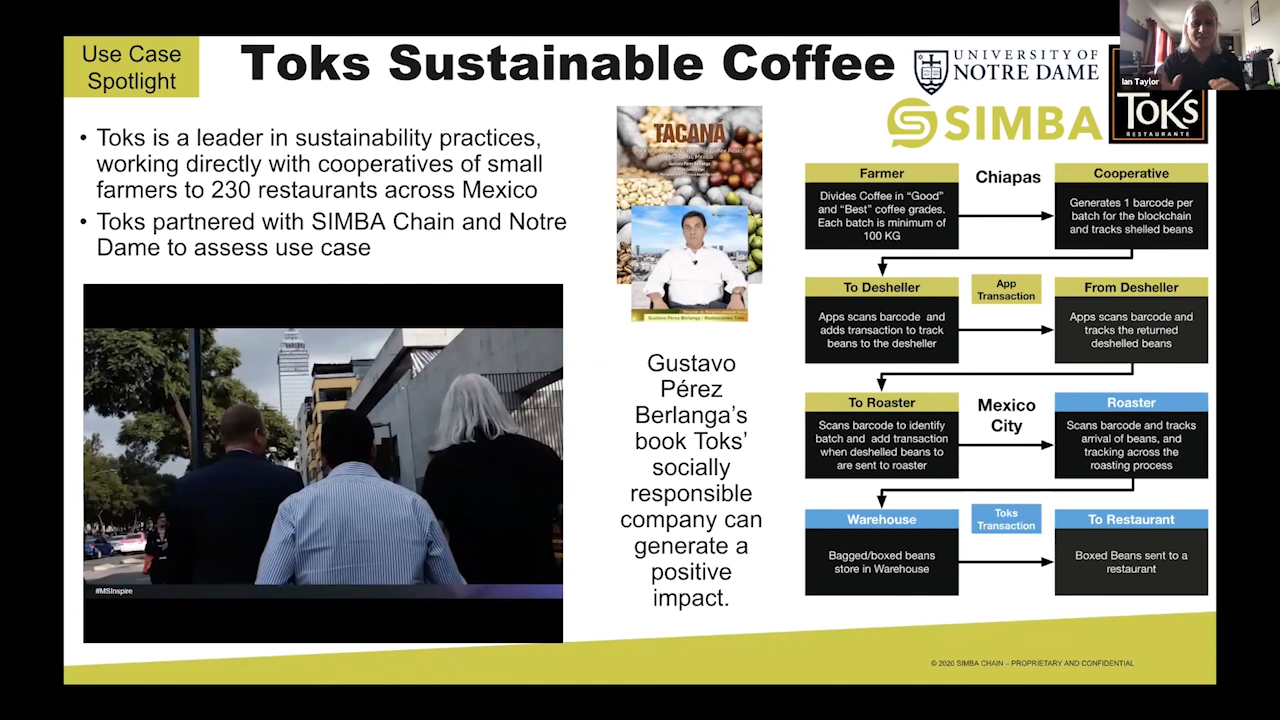 Use Case
Spotlight
Toks Sustainable Coffee
UNIVERSITY OF
NOTRE DAME
SIMBA
Ian Taylor
TOKS
RESTAURANTE
• Toks is a leader in sustainability practices,
working directly with cooperatives of small
farmers to 230 restaurants across Mexico
• Toks partnered with SIMBA Chain and Notre
Dame to assess use case
#MSInspire
TACANA
Gustavo Pérez Berlanga / Restaurantes Toks
Gustavo
Pérez
Berlanga’s
book Toks’
socially
responsible
company can
generate a
positive
impact.
Farmer
Divides Coffee in “Good”
and “Best” coffee grades.
Each batch is minimum of
100 KG
Chiapas
Cooperative
Generates 1 barcode per
batch for the blockchain
and tracks shelled beans
To Desheller
Apps scans barcode and
adds transaction to track
beans to the desheller
App
Transaction
From Desheller
Apps scans barcode and
tracks the returned
deshelled beans
To Roaster
Scans barcode to identify
batch and add transaction
when deshelled beans to
are sent to roaster
Mexico
City
Roaster
Scans barcode and tracks
arrival of beans, and
tracking across the
roasting process
Warehouse
Bagged/boxed beans
store in Warehouse
Toks
Transaction
To Restaurant
Boxed Beans sent to a
restaurant
© 2020 SIMBA CHAIN – PROPRIETARY AND CONFIDENTIAL